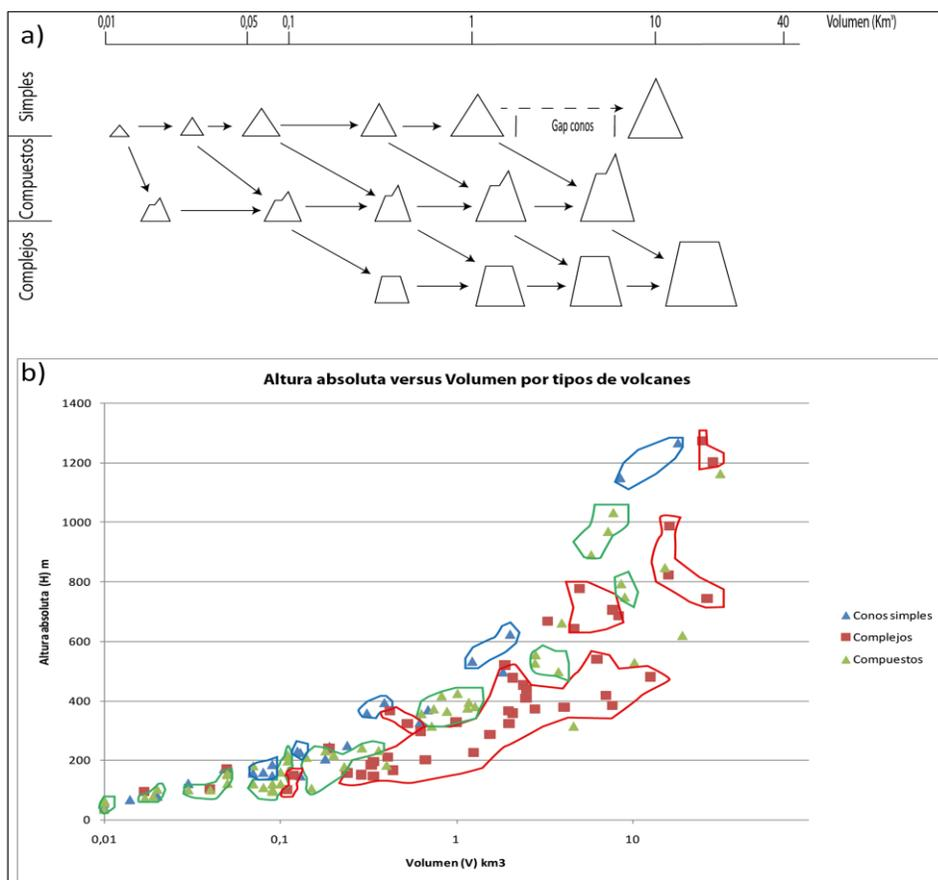 a)
0,01 0,05 0,1 1 10 40 Volumen (Km³)
Simples
Gap conos
Compuestos
Complejos
b)
Altura absoluta versus Volumen por tipos de volcanes
Altura absoluta (H) m
1400
1200
1000
800
600
400
200
0
Conos simples
Complejos
Compuestos
0,01 0,1 1 10
Volumen (V) km3